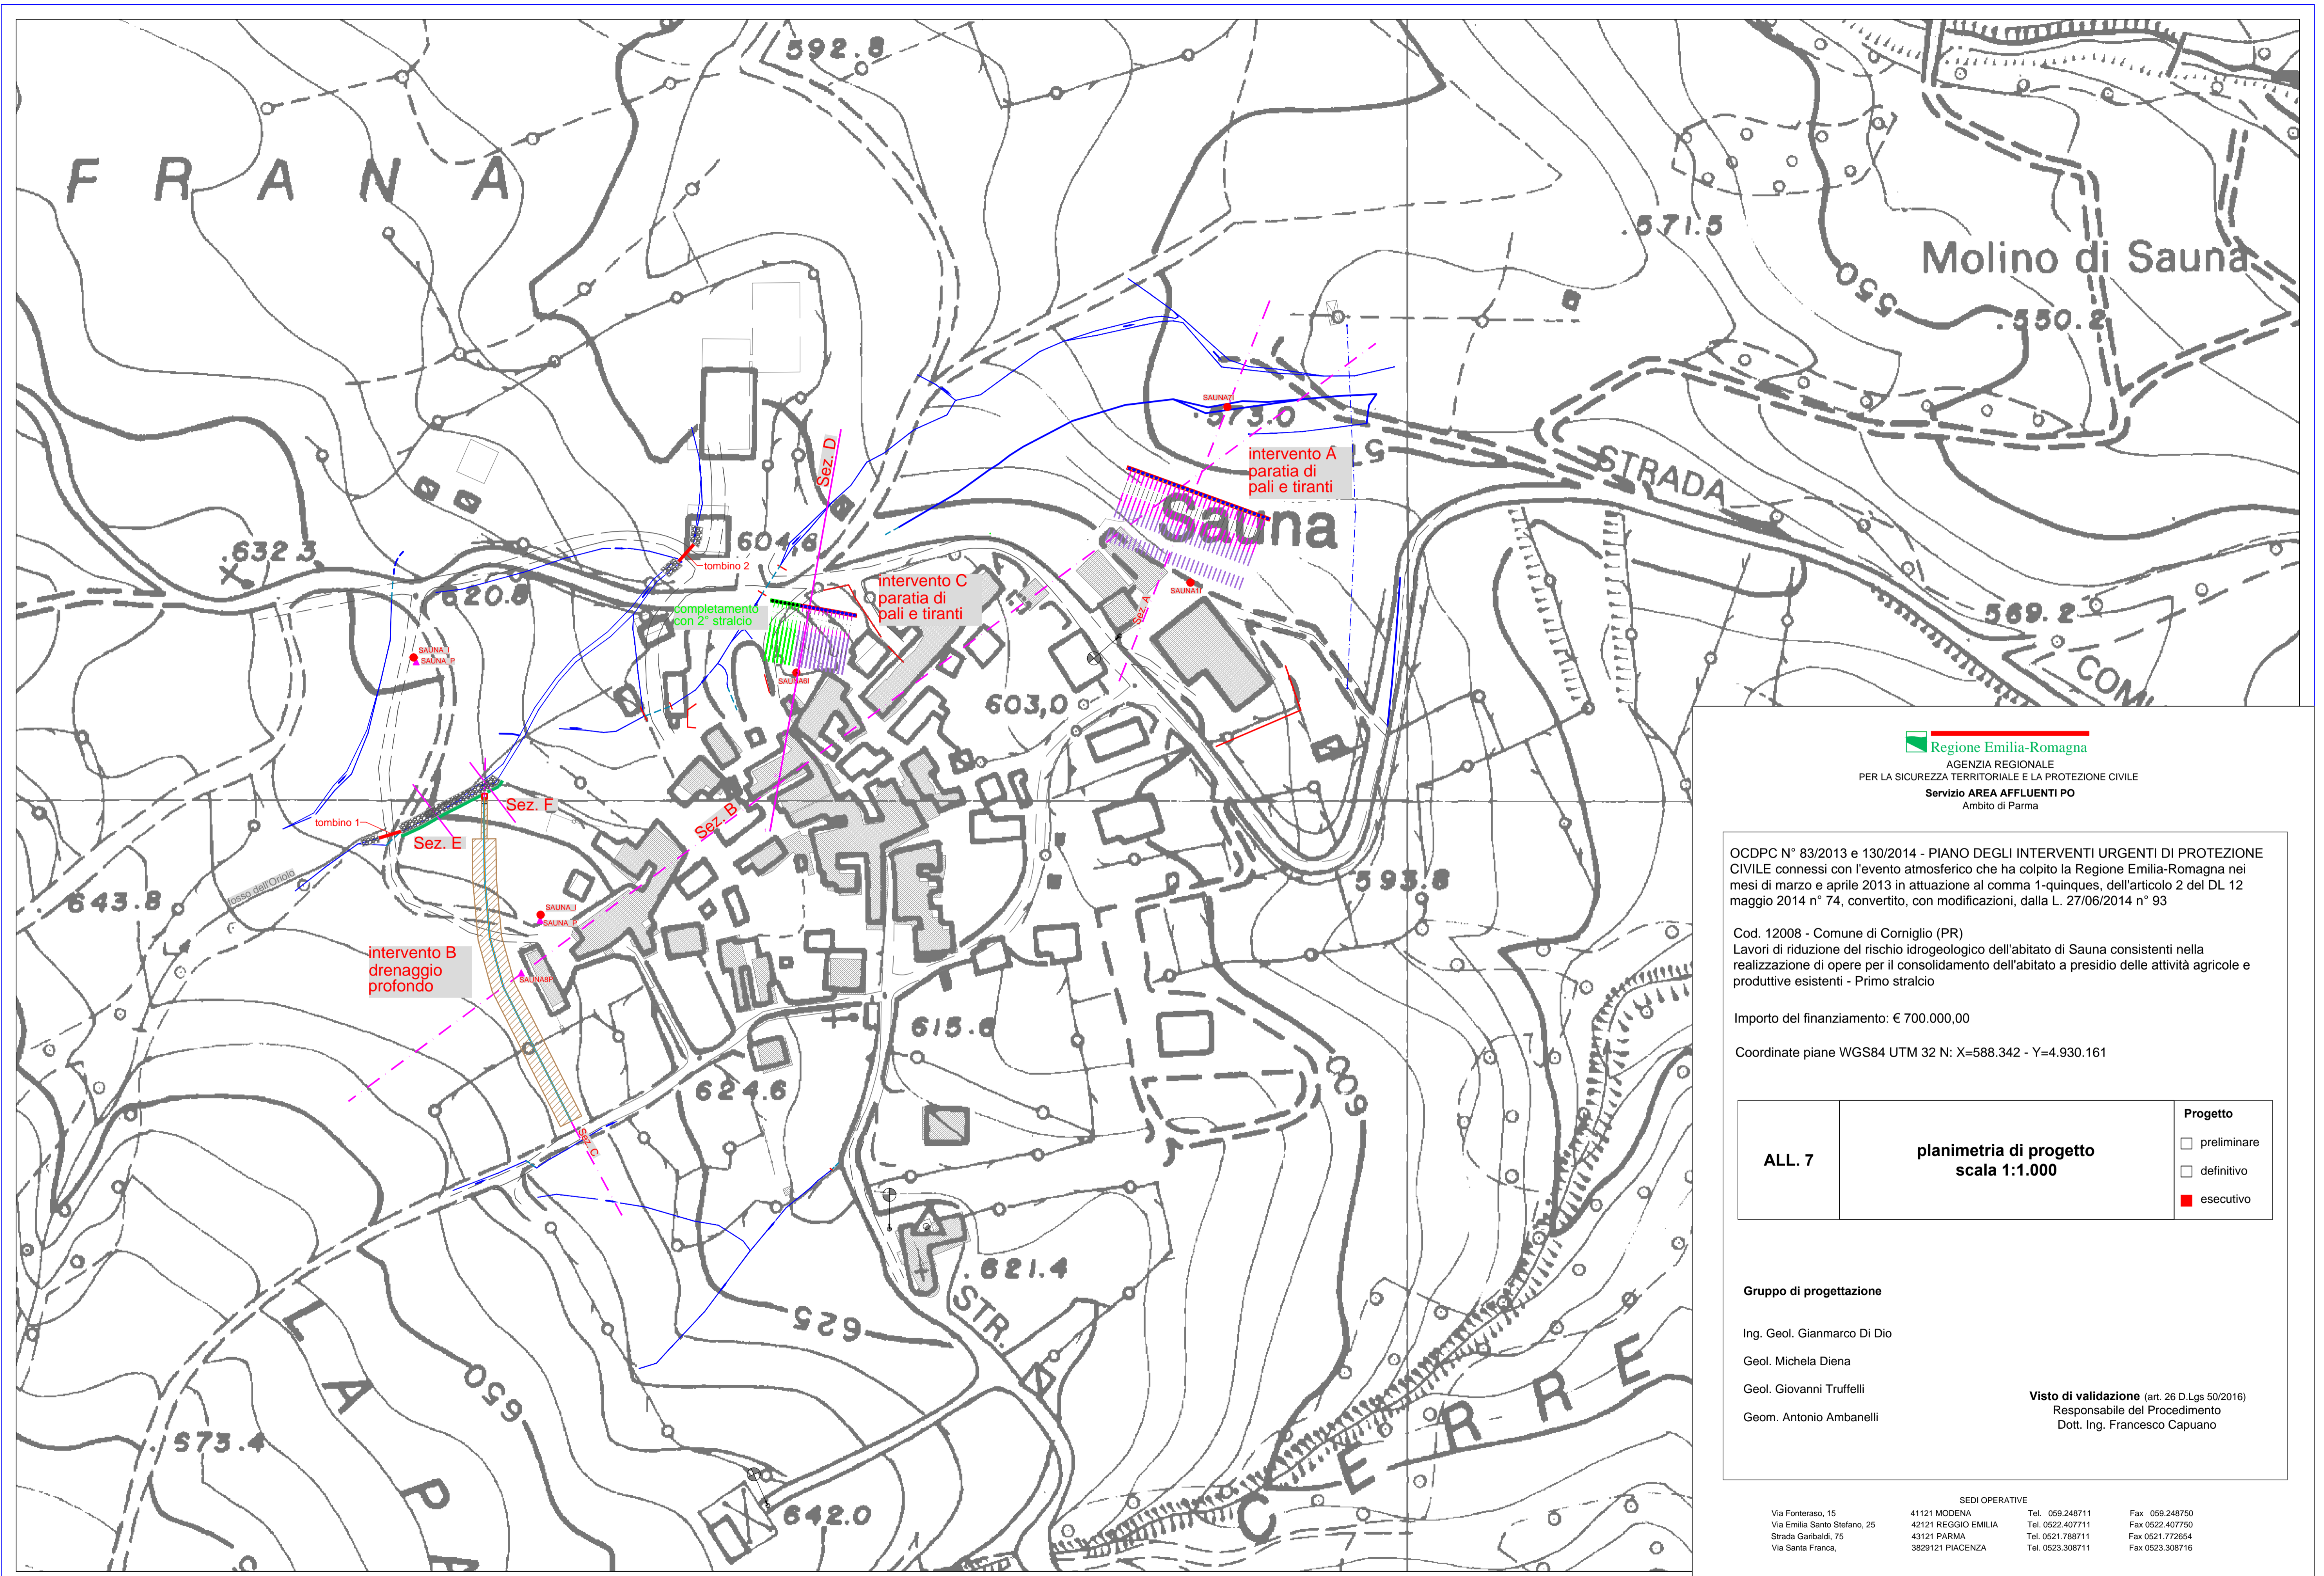 592.8
F R A N A
.571.5
Molino di Sauna
550
.550.2
SAUNA7I
.573.0
Sez. D
intervento A
paratia di
pali e tiranti
STRADA
Sauna
.632.3
604,6
tombino 2
620.8
intervento C
paratia di
pali e tiranti
completamento
con 2° stralcio
SAUNA1I
Sez. A
569.2
COM
SAUNA_I
SAUNA_P
SAUNA6I
603,0
Sez. F
tombino 1
Sez. E
Sez. B
fosso dell'Oriolo
593.8
643.8
SAUNA_I
SAUNA_P
intervento B
drenaggio
profondo
SAUNA8P
615.6
624.6
600
Sez. C
.621.4
STR.
625
650
L A P A
.573.4
642.0
C E R R E
Regione Emilia-Romagna
AGENZIA REGIONALE
PER LA SICUREZZA TERRITORIALE E LA PROTEZIONE CIVILE
Servizio AREA AFFLUENTI PO
Ambito di Parma
OCDPC N° 83/2013 e 130/2014 - PIANO DEGLI INTERVENTI URGENTI DI PROTEZIONE
CIVILE connessi con l'evento atmosferico che ha colpito la Regione Emilia-Romagna nei
mesi di marzo e aprile 2013 in attuazione al comma 1-quinques, dell'articolo 2 del DL 12
maggio 2014 n° 74, convertito, con modificazioni, dalla L. 27/06/2014 n° 93
Cod. 12008 - Comune di Corniglio (PR)
Lavori di riduzione del rischio idrogeologico dell'abitato di Sauna consistenti nella
realizzazione di opere per il consolidamento dell'abitato a presidio delle attività agricole e
produttive esistenti - Primo stralcio
Importo del finanziamento: € 700.000,00
Coordinate piane WGS84 UTM 32 N: X=588.342 - Y=4.930.161
ALL. 7
planimetria di progetto
scala 1:1.000
Progetto
preliminare
definitivo
esecutivo
Gruppo di progettazione
Ing. Geol. Gianmarco Di Dio
Geol. Michela Diena
Geol. Giovanni Truffelli
Geom. Antonio Ambanelli
Visto di validazione (art. 26 D.Lgs 50/2016)
Responsabile del Procedimento
Dott. Ing. Francesco Capuano
SEDI OPERATIVE
Via Fonteraso, 15 41121 MODENA Tel. 059.248711 Fax 059.248750
Via Emilia Santo Stefano, 25 42121 REGGIO EMILIA Tel. 0522.407711 Fax 0522.407750
Strada Garibaldi, 75 43121 PARMA Tel. 0521.788711 Fax 0521.772654
Via Santa Franca, 3829121 PIACENZA Tel. 0523.308711 Fax 0523.308716